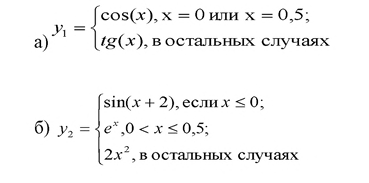 а) y₁ = { cos(x), x = 0 или x = 0,5;
tg(x), в остальных случаях
б) y₂ = { sin(x + 2), если x ≤ 0;
eˣ, 0 < x ≤ 0,5;
2x², в остальных случаях